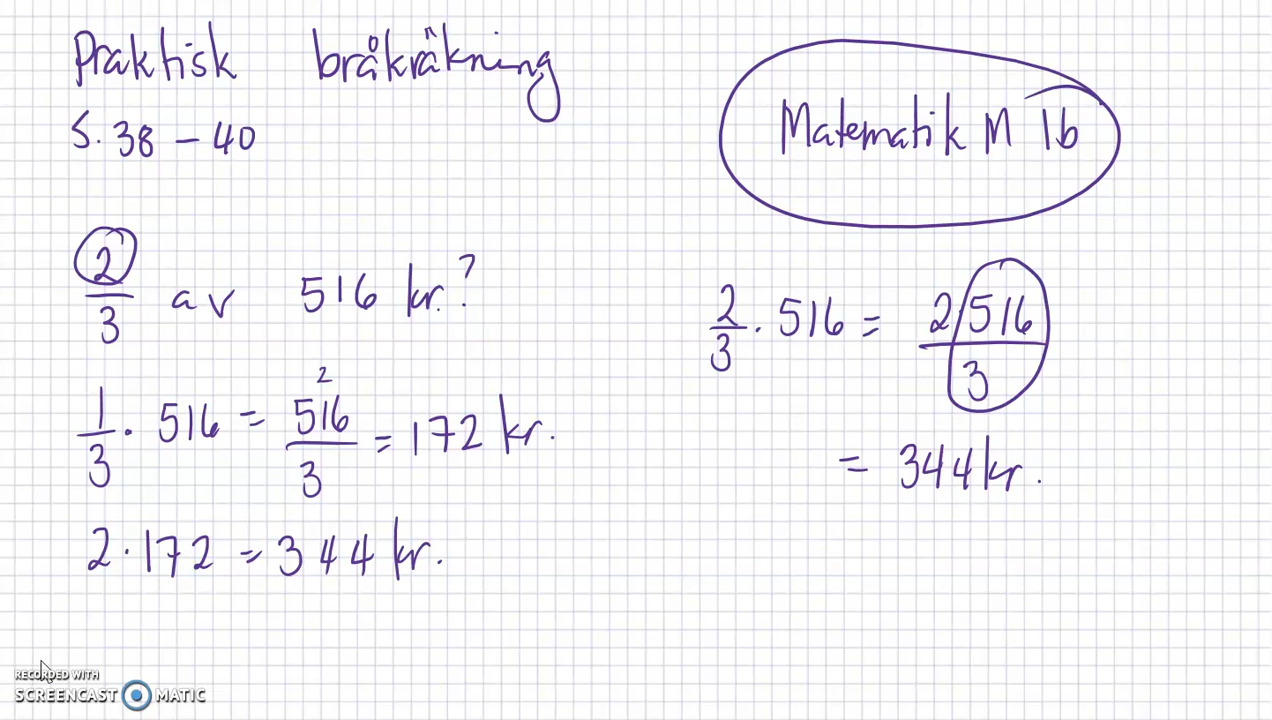 Praktisk bråkräkning
S. 38 - 40
Matematik M 1b
2/3 av 516 kr.?
1/3 · 516 = 516/3 = 172 kr.
2
2 · 172 = 344 kr.
2/3 · 516 = 2 516/3
= 344 kr.
RECORDED WITH
SCREENCAST MATIC